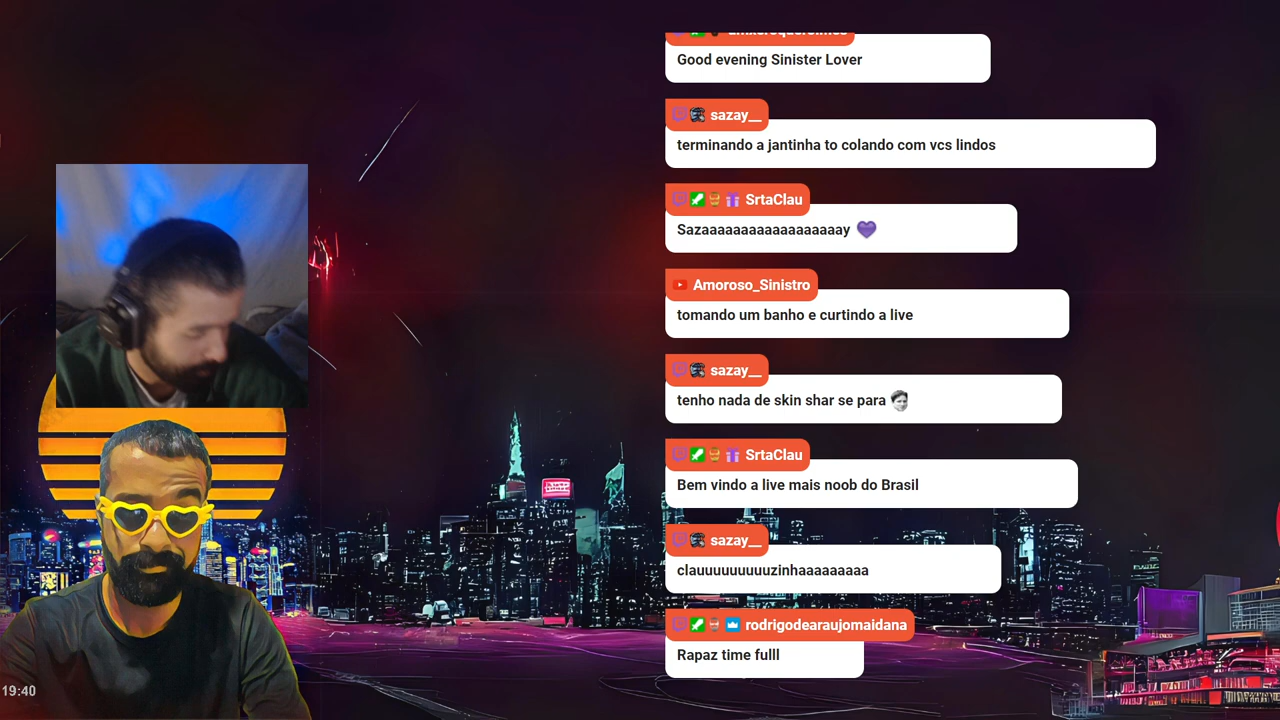 Good evening Sinister Lover
sazay__
terminando a jantinha to colando com vcs lindos
SrtaClau
Sazaaaaaaaaaaaaaaaaaay 💜
Amoroso_Sinistro
tomando um banho e curtindo a live
sazay__
tenho nada de skin shar se para
SrtaClau
Bem vindo a live mais noob do Brasil
sazay__
clauuuuuuuuuzinhaaaaaaaaa
rodrigodearaujomaidana
Rapaz time fulll
19:40